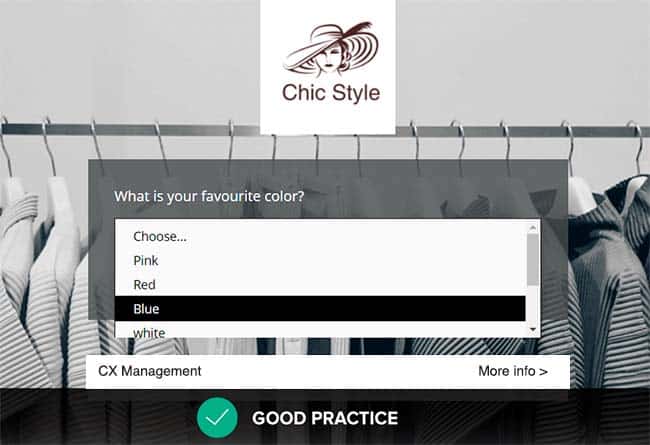 Chic Style
What is your favourite color?
Choose...
Pink
Red
Blue
white
CX Management
More info >
GOOD PRACTICE